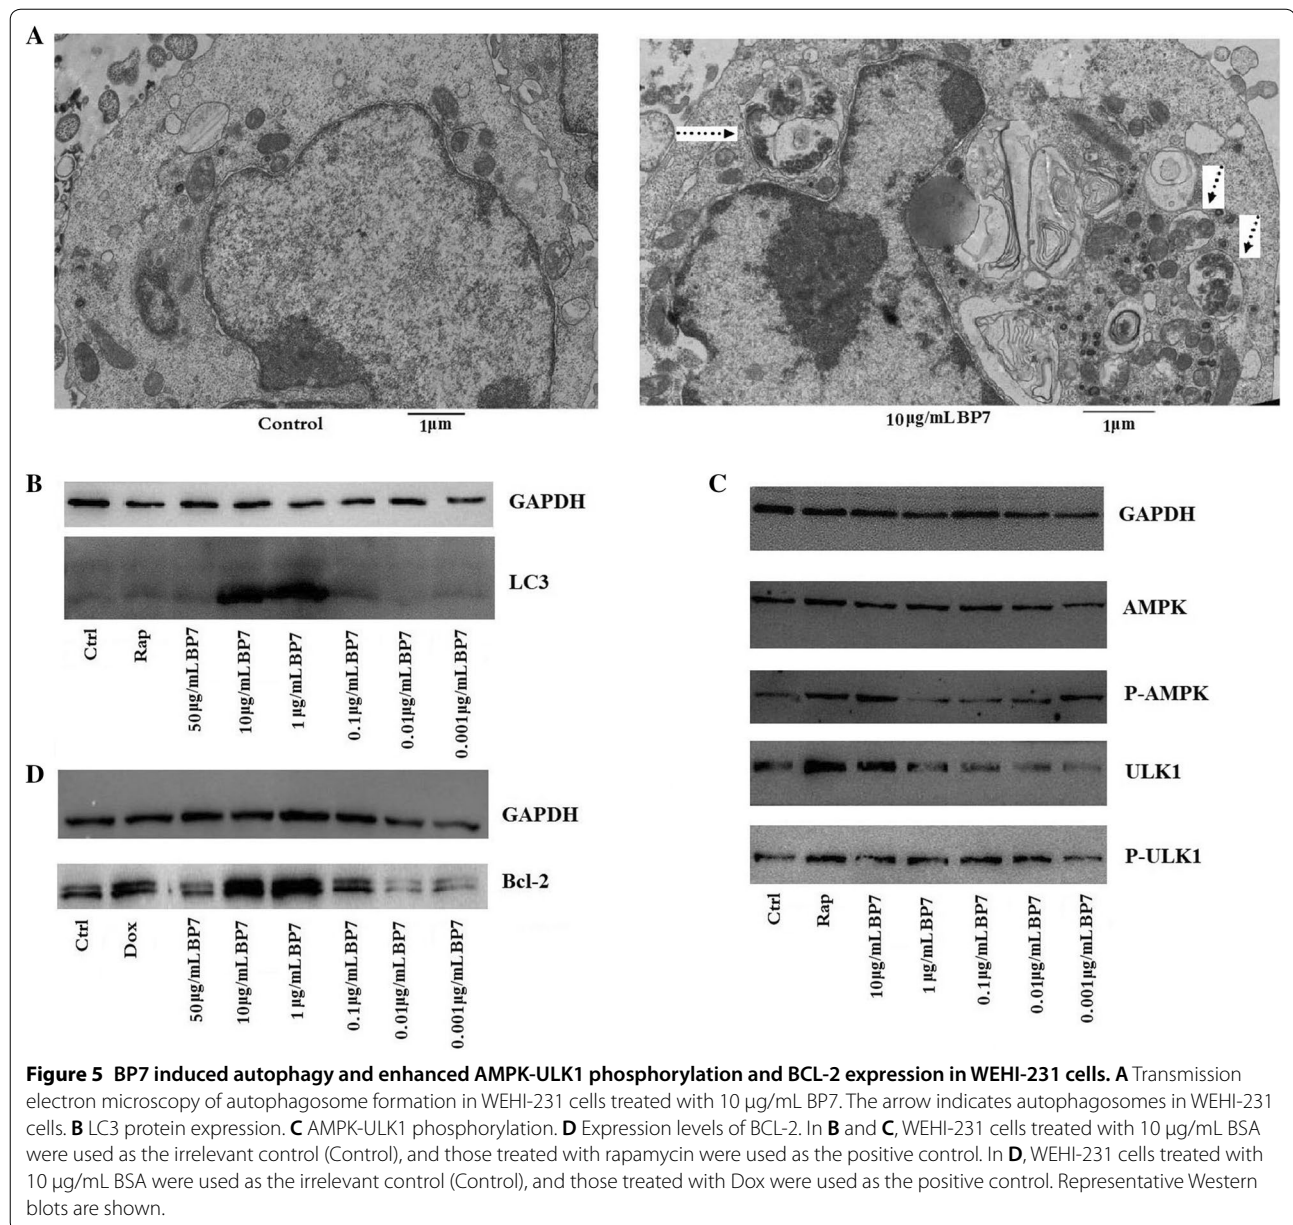 A
Control
1μm
10μg/mL BP7
1μm
B
GAPDH
LC3
Ctrl
Rap
50μg/mL BP7
10μg/mL BP7
1μg/mL BP7
0.1μg/mL BP7
0.01μg/mL BP7
0.001μg/mL BP7
C
GAPDH
AMPK
P-AMPK
ULK1
P-ULK1
Ctrl
Rap
10μg/mL BP7
1μg/mL BP7
0.1μg/mL BP7
0.01μg/mL BP7
0.001μg/mL BP7
D
GAPDH
Bcl-2
Ctrl
Dox
50μg/mL BP7
10μg/mL BP7
1μg/mL BP7
0.1μg/mL BP7
0.01μg/mL BP7
0.001μg/mL BP7
Figure 5 BP7 induced autophagy and enhanced AMPK-ULK1 phosphorylation and BCL-2 expression in WEHI-231 cells. A Transmission
electron microscopy of autophagosome formation in WEHI-231 cells treated with 10 μg/mL BP7. The arrow indicates autophagosomes in WEHI-231
cells. B LC3 protein expression. C AMPK-ULK1 phosphorylation. D Expression levels of BCL-2. In B and C, WEHI-231 cells treated with 10 μg/mL BSA
were used as the irrelevant control (Control), and those treated with rapamycin were used as the positive control. In D, WEHI-231 cells treated with
10 μg/mL BSA were used as the irrelevant control (Control), and those treated with Dox were used as the positive control. Representative Western
blots are shown.